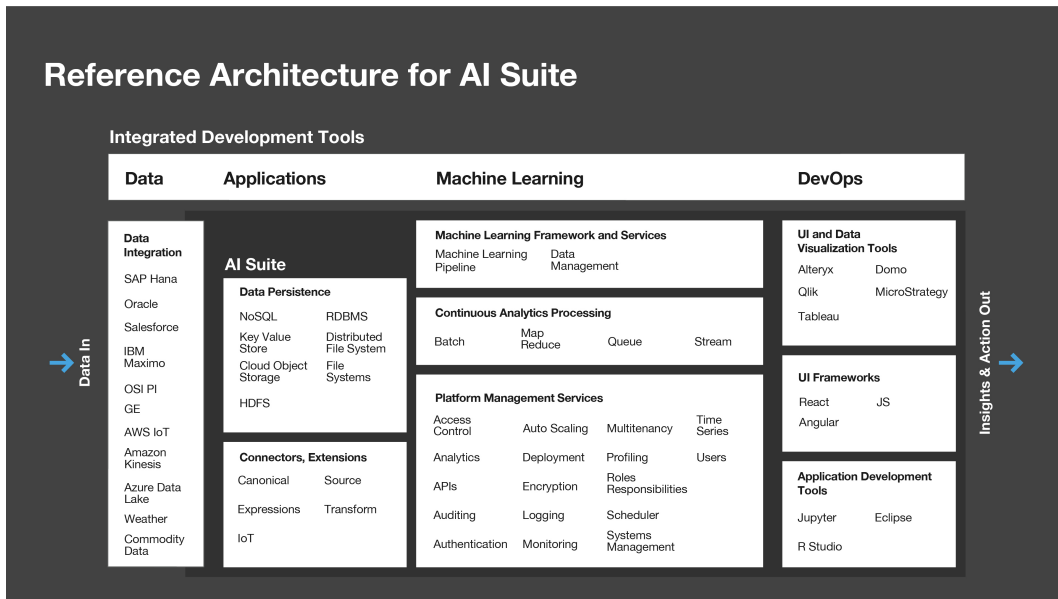 Reference Architecture for AI Suite
Integrated Development Tools
Data
Applications
Machine Learning
DevOps
Data In
Data
Integration
SAP Hana
Oracle
Salesforce
IBM
Maximo
OSI PI
GE
AWS IoT
Amazon
Kinesis
Azure Data
Lake
Weather
Commodity
Data
AI Suite
Data Persistence
NoSQL
RDBMS
Key Value
Store
Distributed
File System
Cloud Object
Storage
File
Systems
HDFS
Connectors, Extensions
Canonical
Source
Expressions
Transform
IoT
Machine Learning Framework and Services
Machine Learning
Pipeline
Data
Management
Continuous Analytics Processing
Batch
Map
Reduce
Queue
Stream
Platform Management Services
Access
Control
Auto Scaling
Multitenancy
Time
Series
Analytics
Deployment
Profiling
Users
APIs
Encryption
Roles
Responsibilities
Auditing
Logging
Scheduler
Authentication
Monitoring
Systems
Management
UI and Data
Visualization Tools
Alteryx
Domo
Qlik
MicroStrategy
Tableau
UI Frameworks
React
JS
Angular
Application Development
Tools
Jupyter
Eclipse
R Studio
Insights & Action Out